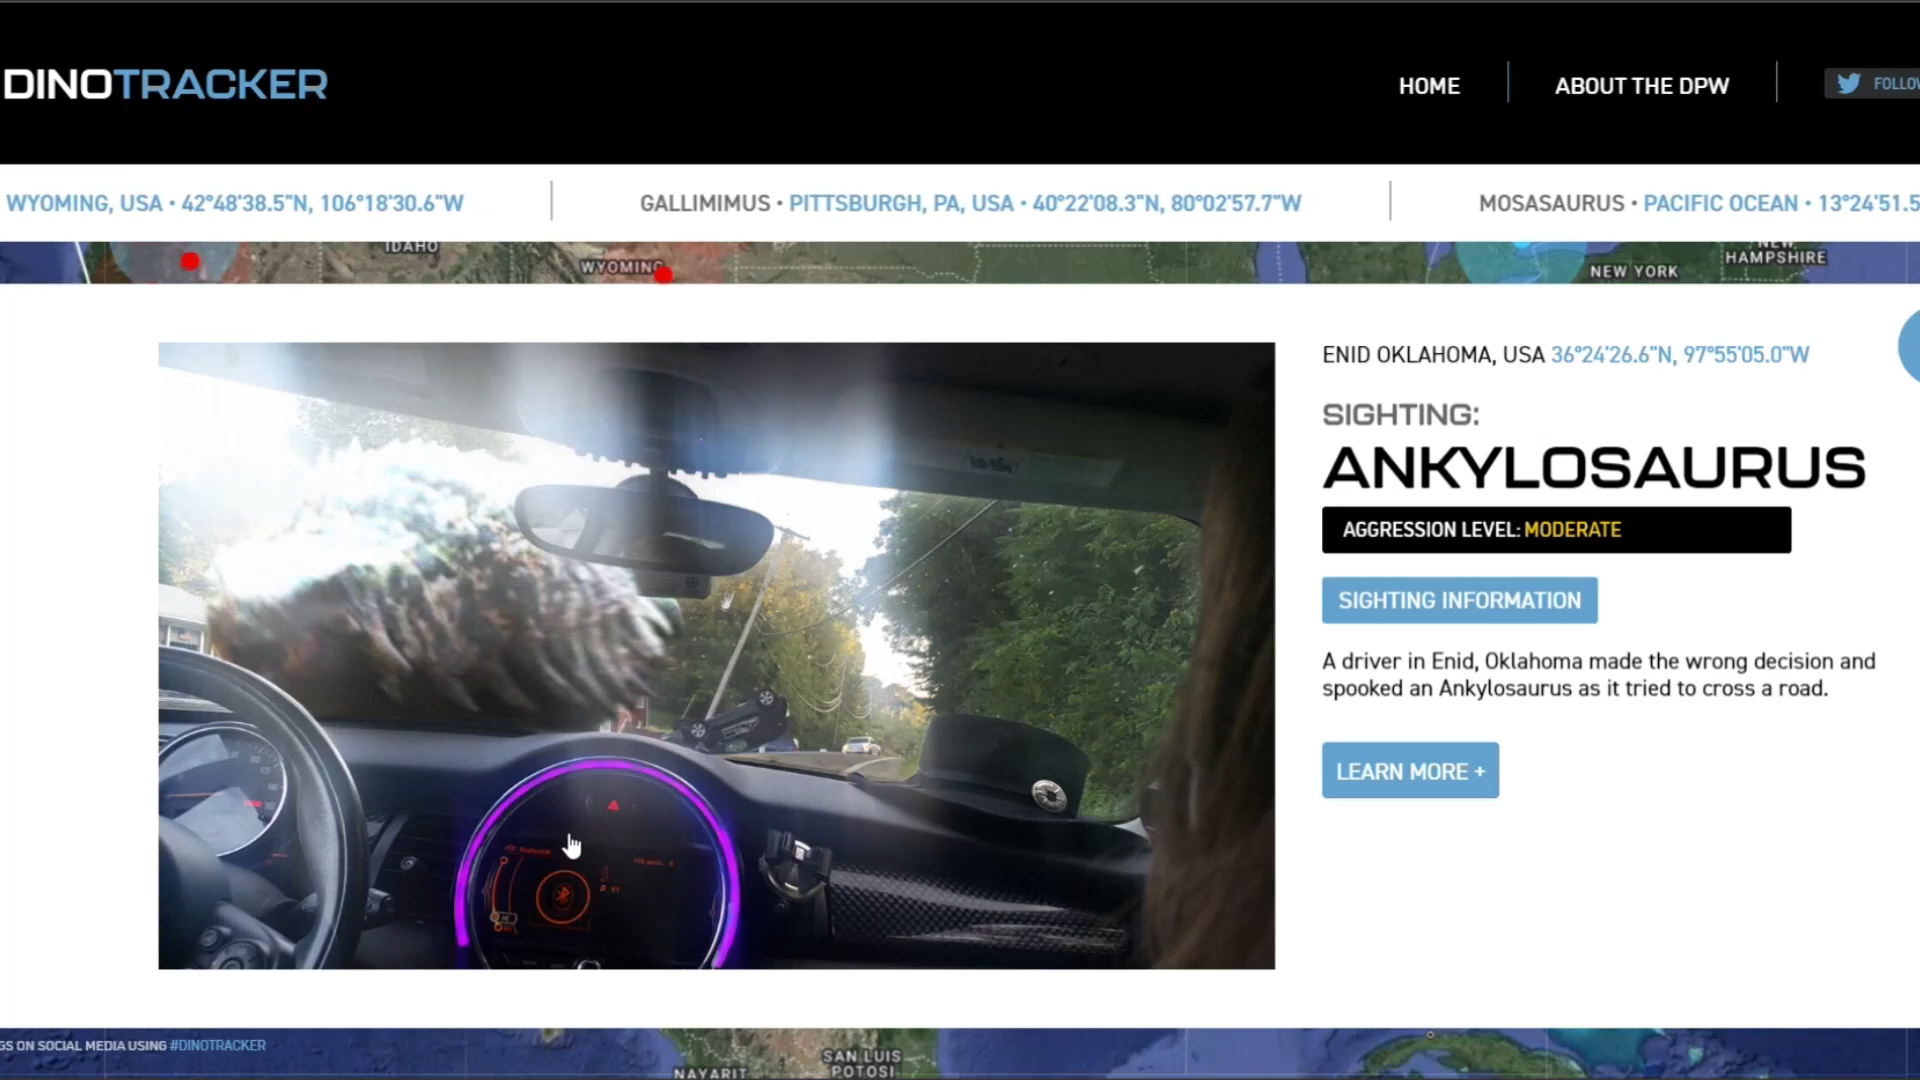 DINOTRACKER
HOME
ABOUT THE DPW
FOLLOW
WYOMING, USA • 42°48'38.5"N, 106°18'30.6"W
GALLIMIMUS • PITTSBURGH, PA, USA • 40°22'08.3"N, 80°02'57.7"W
MOSASAURUS • PACIFIC OCEAN • 13°24'51.5
IDAHO
WYOMING
NEW YORK
NEW
HAMPSHIRE
ENID OKLAHOMA, USA 36°24'26.6"N, 97°55'05.0"W
SIGHTING:
ANKYLOSAURUS
AGGRESSION LEVEL: MODERATE
SIGHTING INFORMATION
A driver in Enid, Oklahoma made the wrong decision and
spooked an Ankylosaurus as it tried to cross a road.
LEARN MORE +
GS ON SOCIAL MEDIA USING #DINOTRACKER
NAYARIT
SAN LUIS
POTOSI